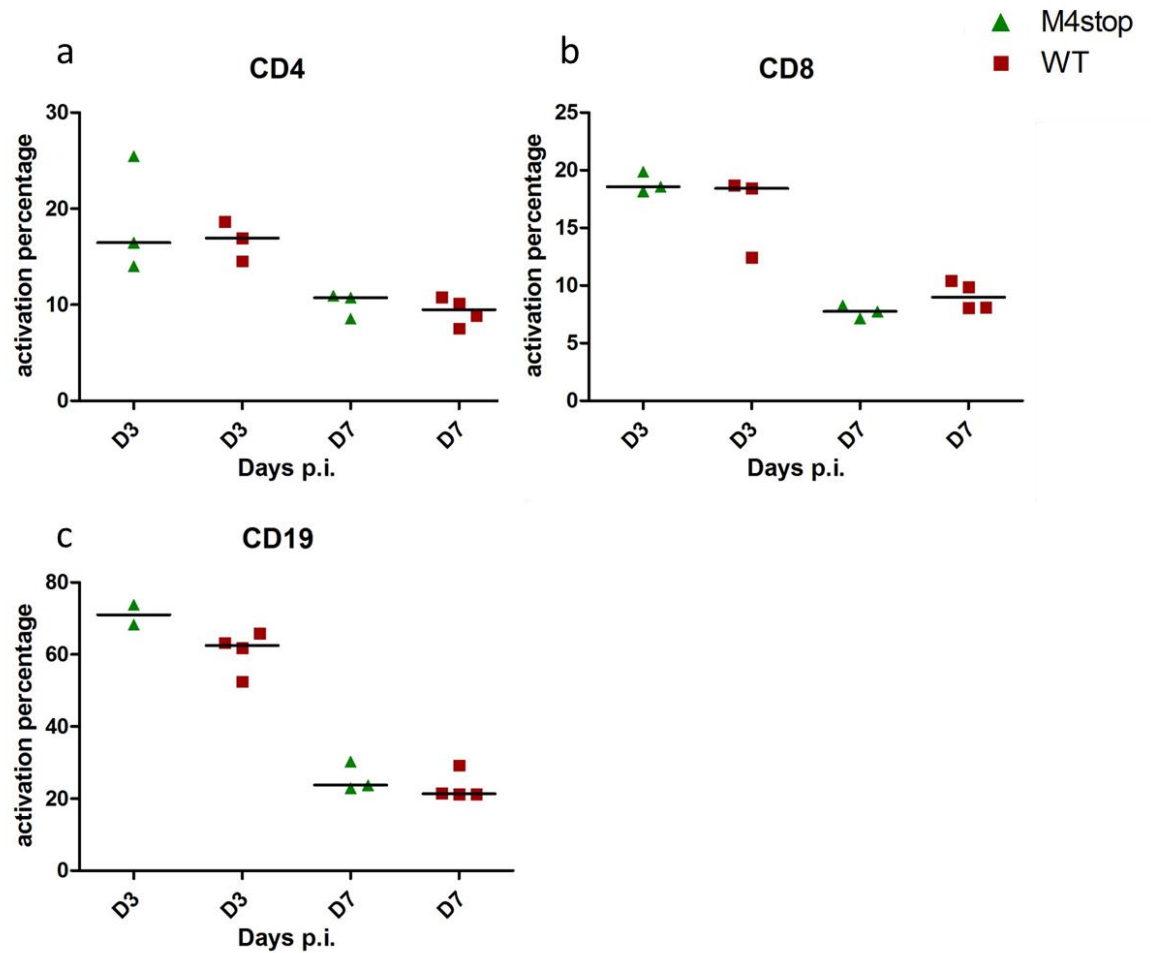 M4stop
WT
a
CD4
activation percentage
30
20
10
0
D3
D3
D7
D7
Days p.i.
b
CD8
activation percentage
25
20
15
10
5
0
D3
D3
D7
D7
Days p.i.
c
CD19
activation percentage
80
60
40
20
0
D3
D3
D7
D7
Days p.i.